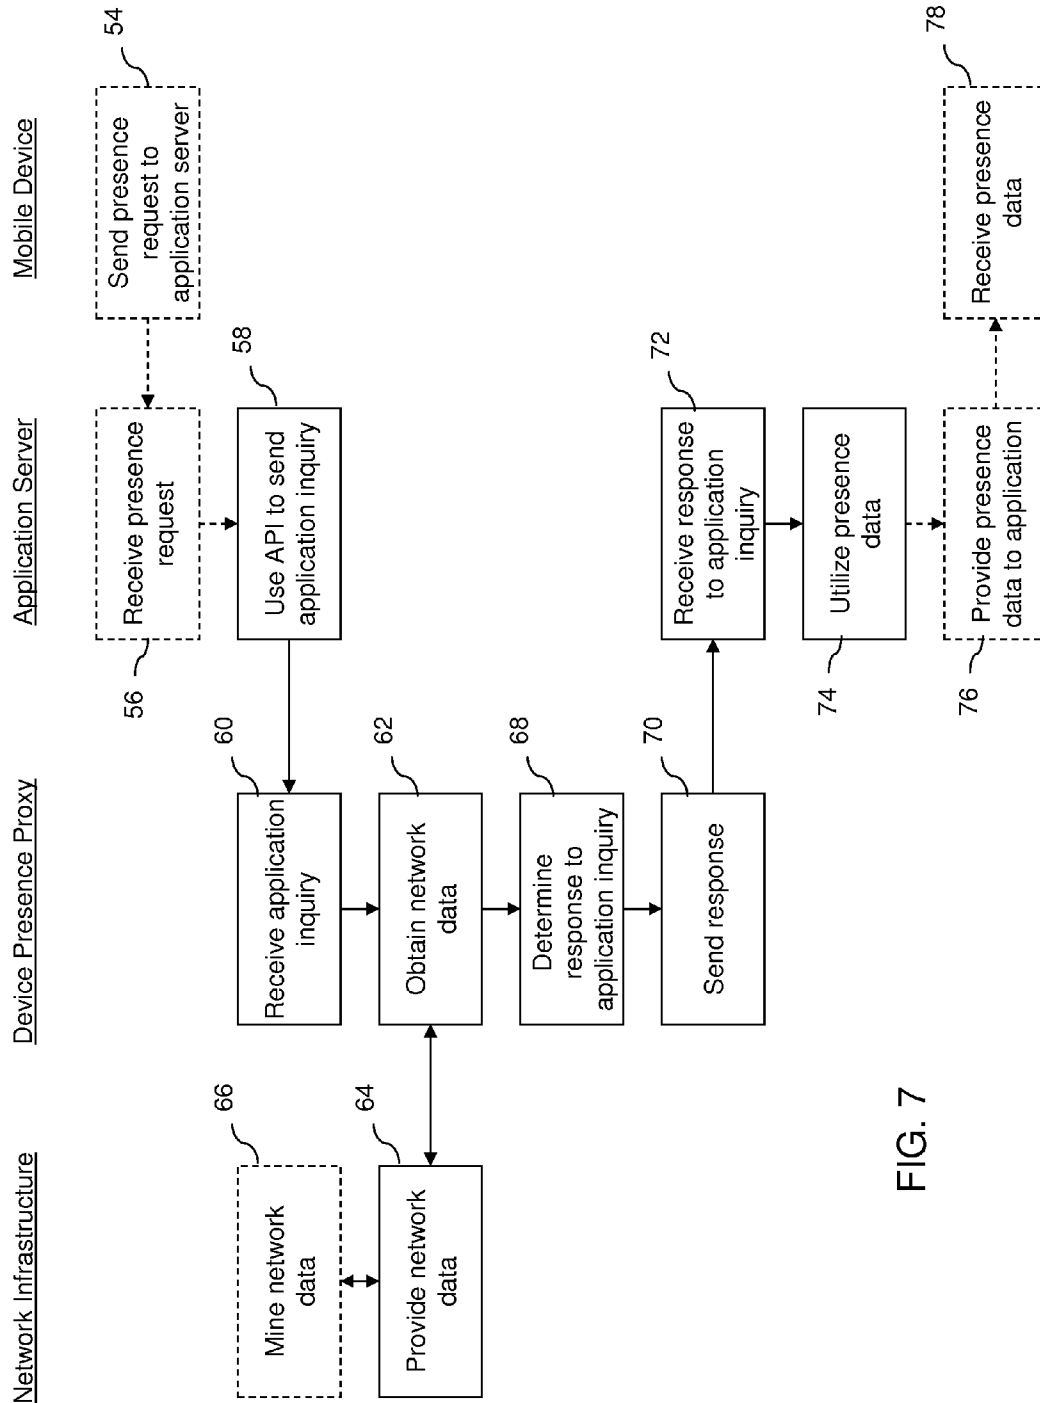 Network Infrastructure
Device Presence Proxy
Application Server
Mobile Device
54
Send presence
request to
application server
56
Receive presence
request
58
Use API to send
application inquiry
60
Receive application
inquiry
66
Mine network
data
62
Obtain network
data
64
Provide network
data
68
Determine
response to
application inquiry
70
Send response
72
Receive response
to application
inquiry
74
Utilize presence
data
76
Provide presence
data to application
78
Receive presence
data
FIG. 7